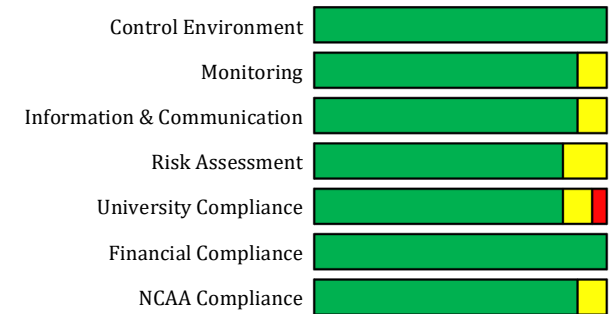 Control Environment
Monitoring
Information & Communication
Risk Assessment
University Compliance
Financial Compliance
NCAA Compliance